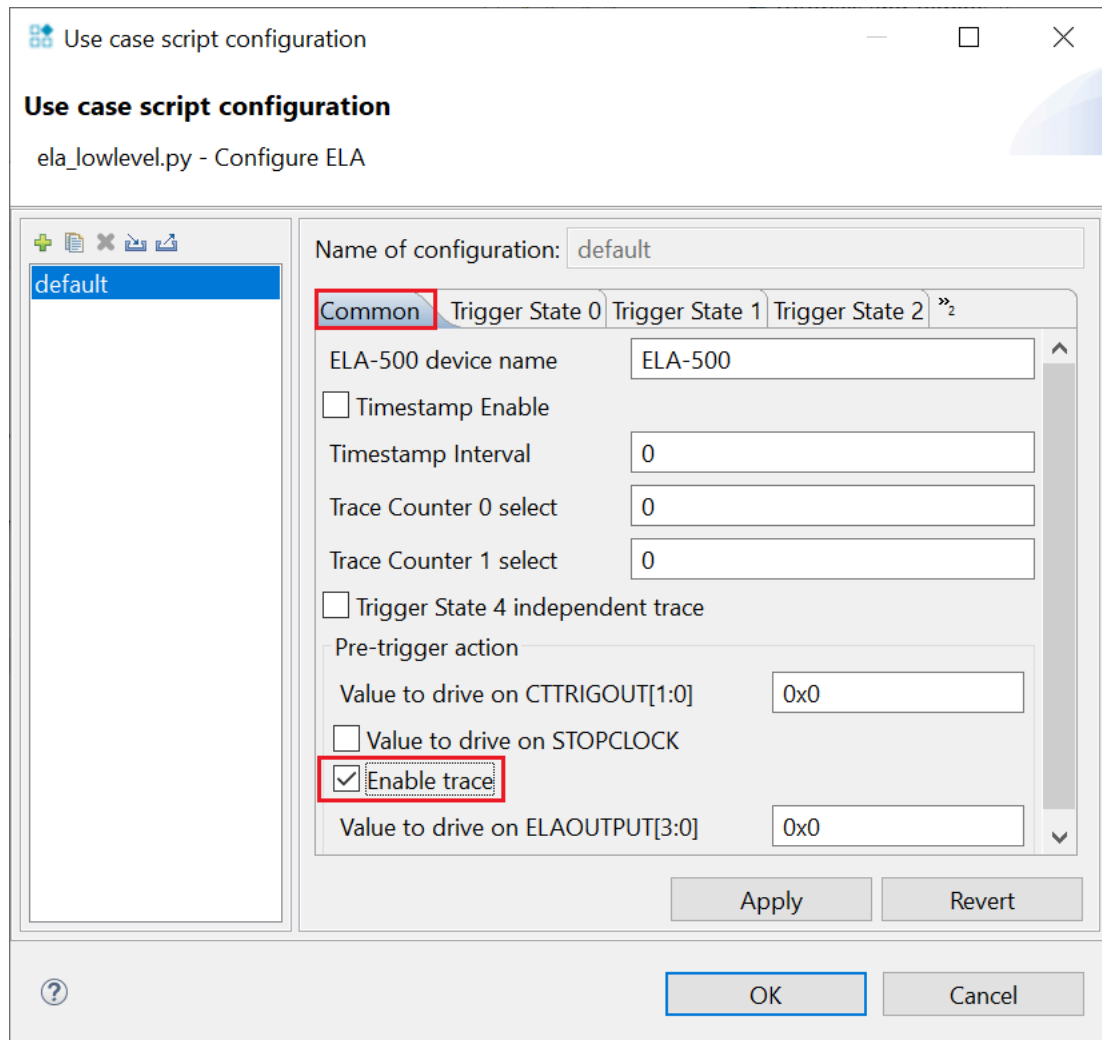 Use case script configuration
Use case script configuration
ela_lowlevel.py - Configure ELA
default
Name of configuration: default
Common Trigger State 0 Trigger State 1 Trigger State 2 »2
ELA-500 device name ELA-500
Timestamp Enable
Timestamp Interval 0
Trace Counter 0 select 0
Trace Counter 1 select 0
Trigger State 4 independent trace
Pre-trigger action
Value to drive on CTTRIGOUT[1:0] 0x0
Value to drive on STOPCLOCK
Enable trace
Value to drive on ELAOUTPUT[3:0] 0x0
Apply Revert
? OK Cancel